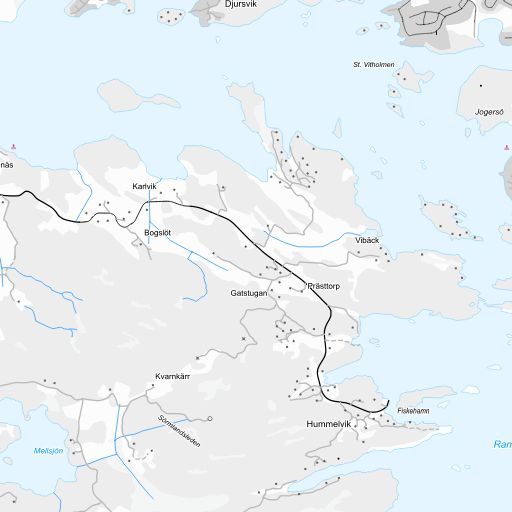 Djursvik
St. Vitholmen
Jogersö
näs
Karlvik
Bogslöt
Vibäck
Gatstugan
Prästtorp
Kvarnkärr
Sörmlandsleden
Fiskehamn
Hummelvik
Mellsjön
Ram